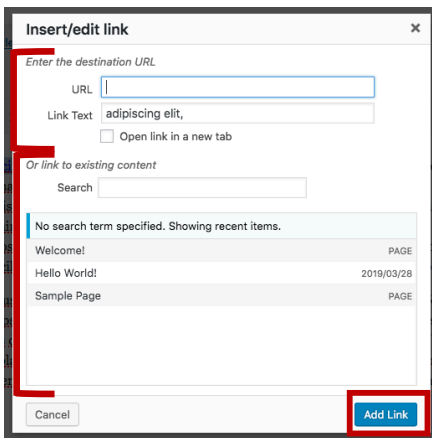 Insert/edit link ×
Enter the destination URL
URL
Link Text adipiscing elit,
Open link in a new tab
Or link to existing content
Search
No search term specified. Showing recent items.
Welcome! PAGE
Hello World! 2019/03/28
Sample Page PAGE
Cancel Add Link